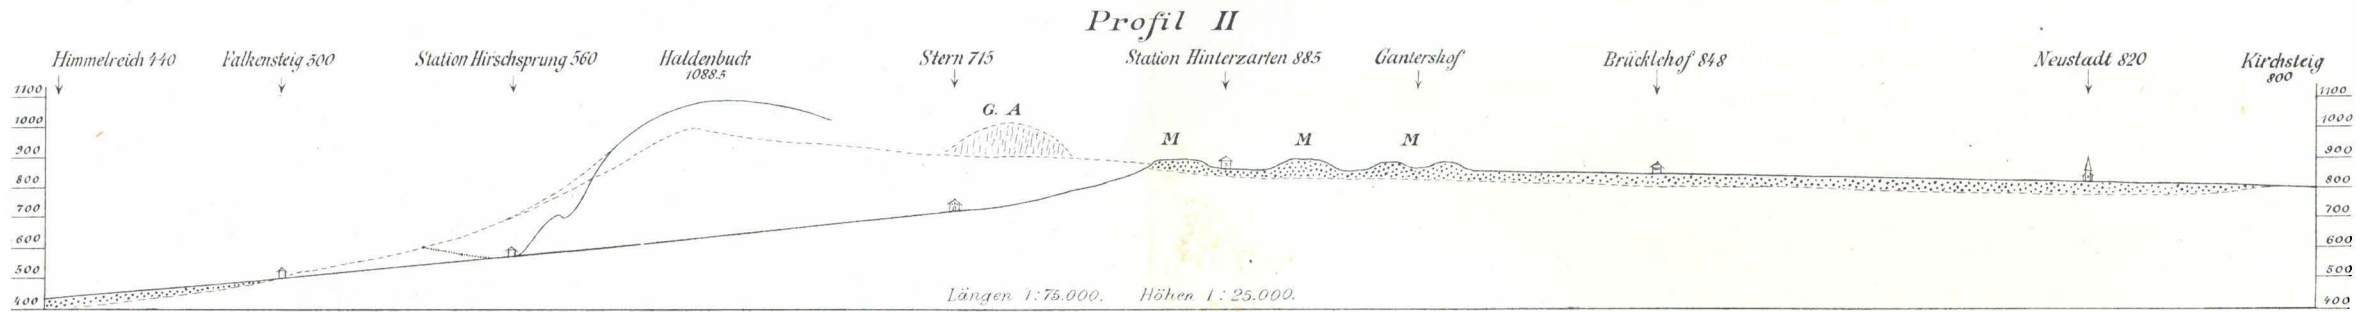 Profil II
Himmelreich 440
Falkensteig 500
Station Hirschsprung 560
Haldenbuck
1088.5
Stern 715
Station Hinterzarten 885
Gantershof
Brücklehof 848
Neustadt 820
Kirchsteig
800
1100
1000
900
800
700
600
500
400
G. A
M
M
M
1100
1000
900
800
700
600
500
400
Längen 1:75.000. Höhen 1:25.000.